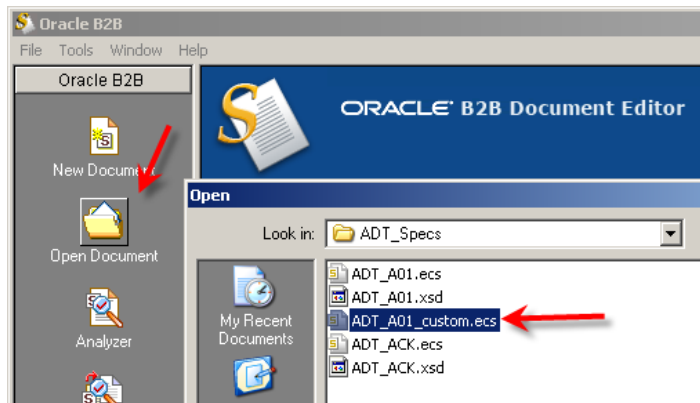 Oracle B2B
File Tools Window Help
Oracle B2B
ORACLE B2B Document Editor
New Document
Open
Look in: ADT_Specs
Open Document
ADT_A01.ecs
ADT_A01.xsd
My Recent
Documents
ADT_A01_custom.ecs
ADT_ACK.ecs
ADT_ACK.xsd
Analyzer